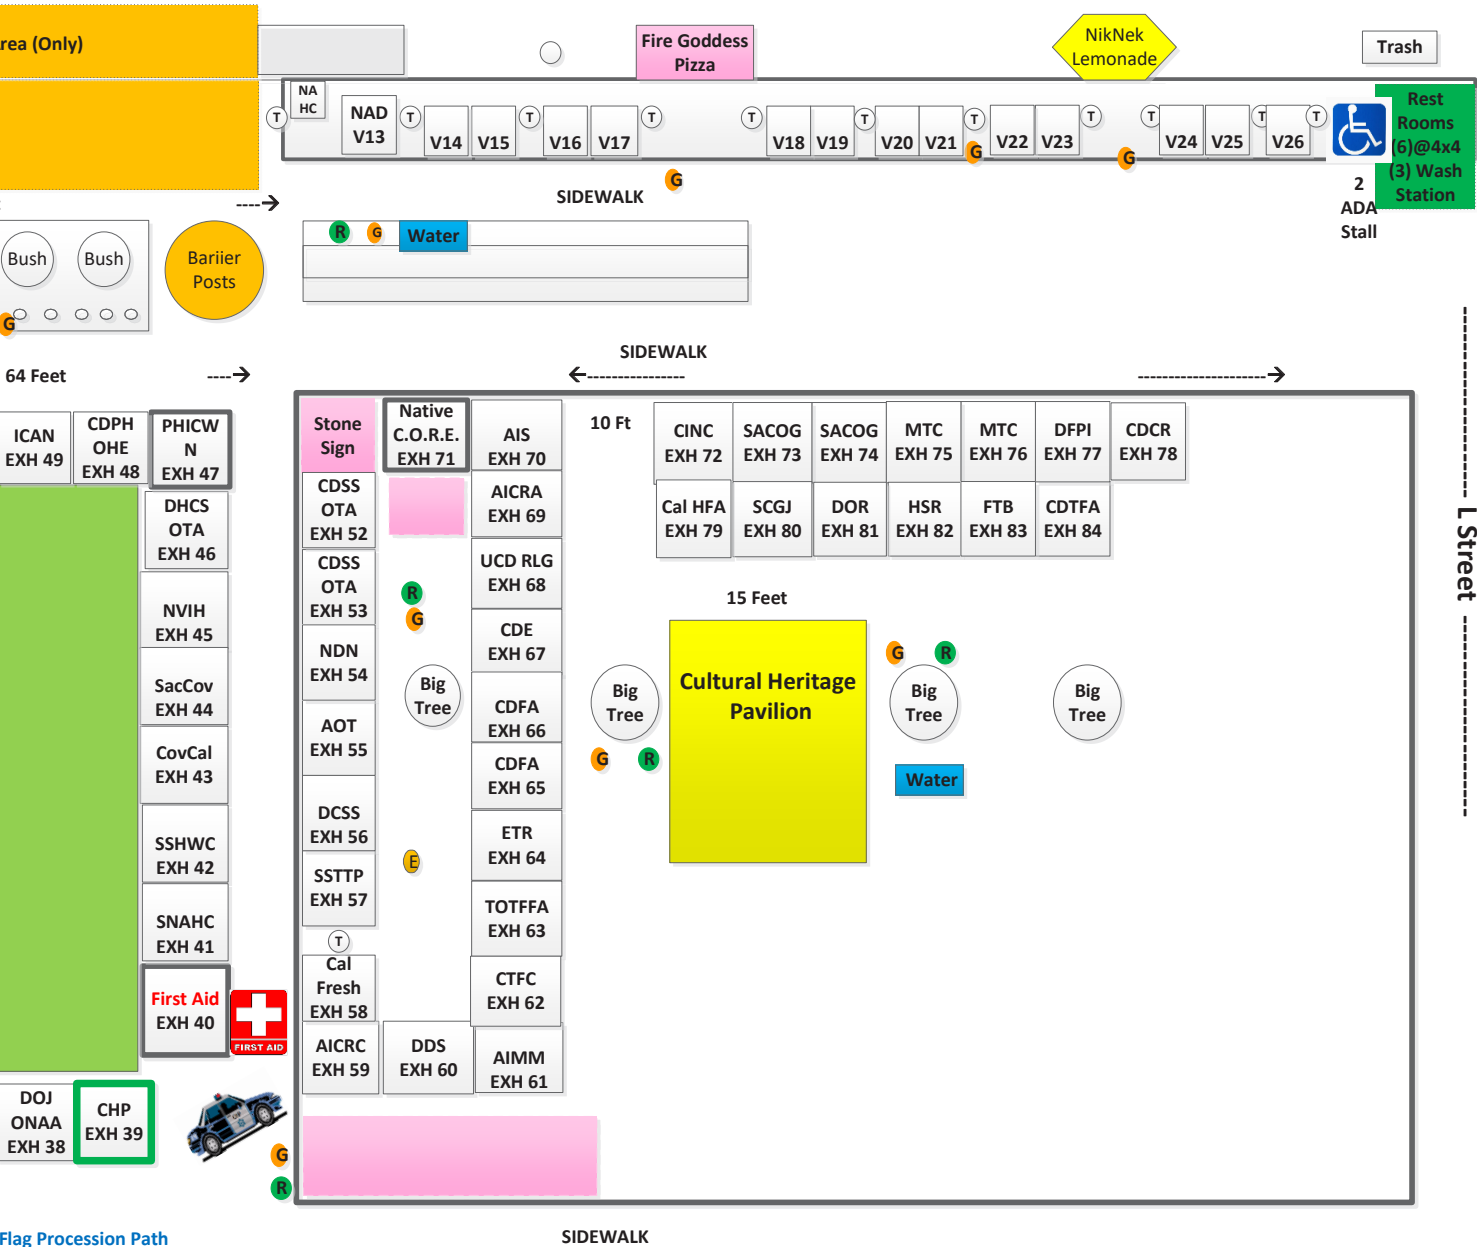 rea (Only)
Fire Goddess
Pizza
NikNek
Lemonade
Trash
NA
HC
T
NAD
V13
T
V14
V15
T
V16
V17
T
T
V18
V19
T
V20
V21
T
G
V22
V23
T
G
T
V24
V25
T
V26
T
Rest
Rooms
(6)@4x4
(3) Wash
Station
2
ADA
Stall
G
SIDEWALK
---->
R
G
Water
Bush
Bush
Bariier
Posts
G
64 Feet
---->
SIDEWALK
<----------------
--------------------->
L Street
ICAN
EXH 49
CDPH
OHE
EXH 48
PHICW
N
EXH 47
DHCS
OTA
EXH 46
NVIH
EXH 45
SacCov
EXH 44
CovCal
EXH 43
SSHWC
EXH 42
SNAHC
EXH 41
First Aid
EXH 40
FIRST AID
DOJ
ONAA
EXH 38
CHP
EXH 39
G
R
Stone
Sign
Native
C.O.R.E.
EXH 71
AIS
EXH 70
CDSS
OTA
EXH 52
AICRA
EXH 69
CDSS
OTA
EXH 53
UCD RLG
EXH 68
R
G
NDN
EXH 54
CDE
EXH 67
Big
Tree
AOT
EXH 55
CDFA
EXH 66
CDFA
EXH 65
DCSS
EXH 56
ETR
EXH 64
E
SSTTP
EXH 57
TOTFFA
EXH 63
T
Cal
Fresh
EXH 58
CTFC
EXH 62
AICRC
EXH 59
DDS
EXH 60
AIMM
EXH 61
10 Ft
CINC
EXH 72
SACOG
EXH 73
SACOG
EXH 74
MTC
EXH 75
MTC
EXH 76
DFPI
EXH 77
CDCR
EXH 78
Cal HFA
EXH 79
SCGJ
EXH 80
DOR
EXH 81
HSR
EXH 82
FTB
EXH 83
CDTFA
EXH 84
15 Feet
Big
Tree
G
R
Cultural Heritage
Pavilion
G
R
Big
Tree
Water
Big
Tree
Flag Procession Path
SIDEWALK